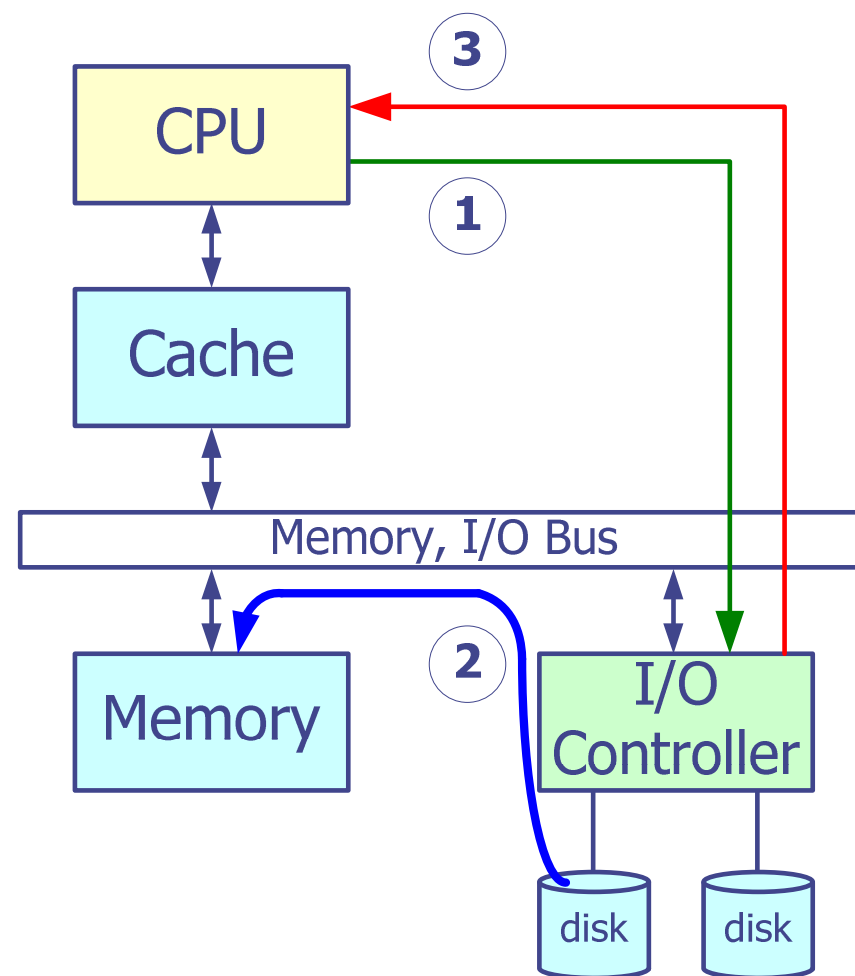 3
CPU
1
Cache
Memory, I/O Bus
2
Memory
I/O
Controller
disk
disk